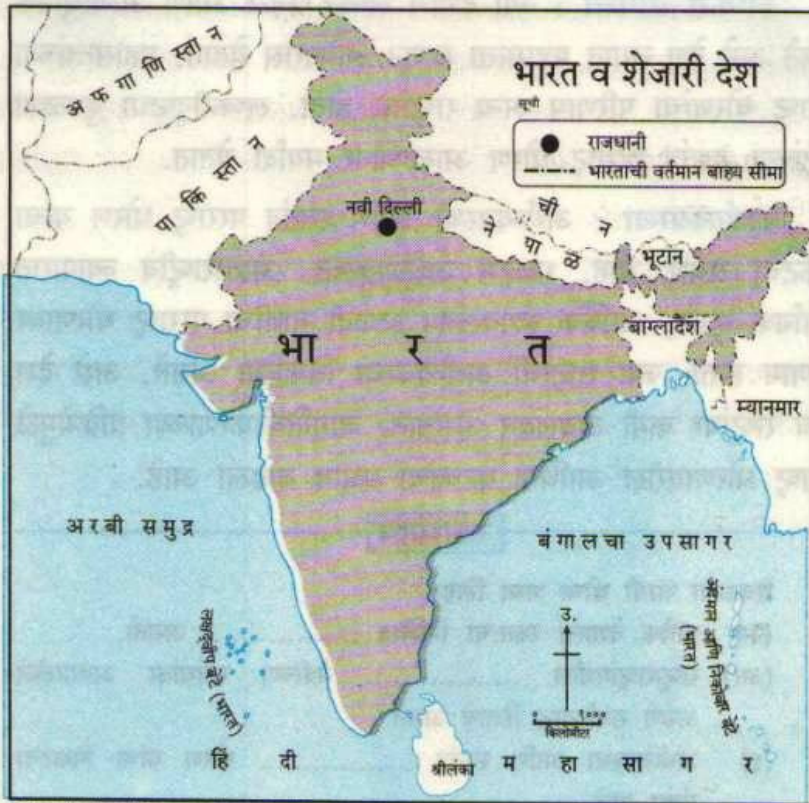 भारत व शेजारी देश
सूची
राजधानी
भारताची वर्तमान बाह्य सीमा
अफगाणिस्तान
पाकिस्तान
नवी दिल्ली
चीन
नेपाळ
भूटान
बांग्लादेश
भारत
म्यानमार
अरबी समुद्र
बंगालचा उपसागर
लक्षद्वीप बेटे (भारत)
उ.
अंदमान आणि निकोबार बेटे
(भारत)
किलोमीटर
श्रीलंका
हिंदी महासागर